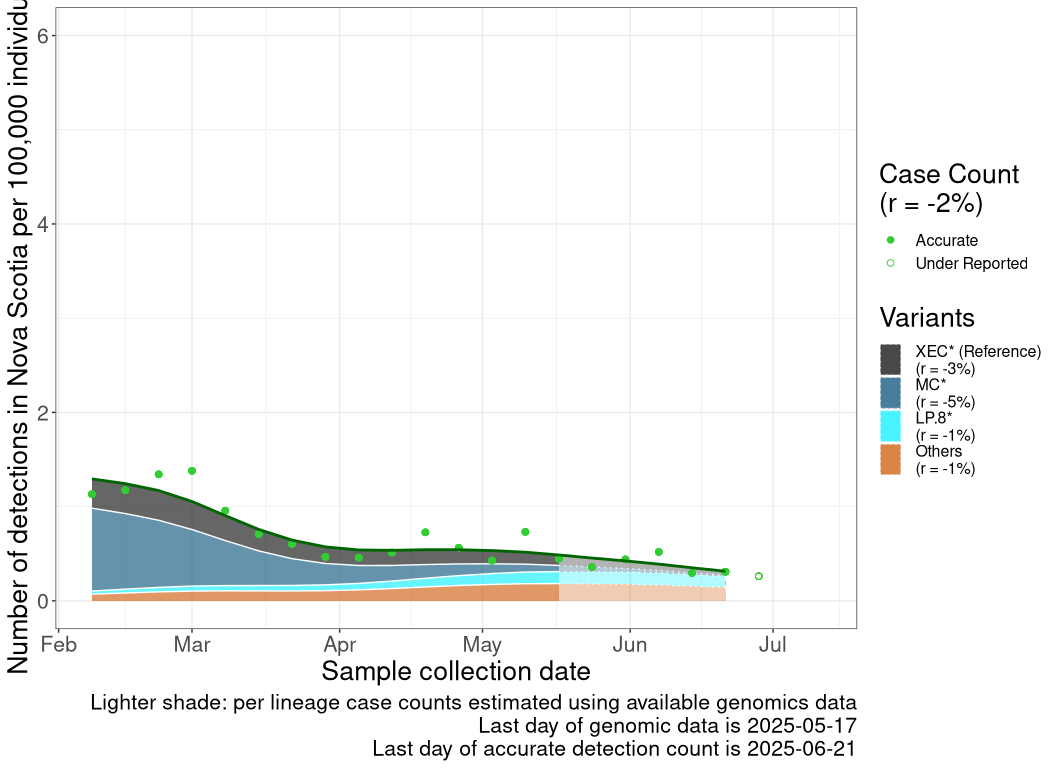 Number of detections in Nova Scotia per 100,000
6
4
2
0
Feb
Mar
Apr
May
Jun
Jul
Sample collection date
Lighter shade: per lineage case counts estimated using available genomics data
Last day of genomic data is 2025-05-17
Last day of accurate detection count is 2025-06-21
Case Count
(r = -2%)
Accurate
Under Reported
Variants
XEC* (Reference)
(r = -3%)
MC*
(r = -5%)
LP.8*
(r = -1%)
Others
(r = -1%)